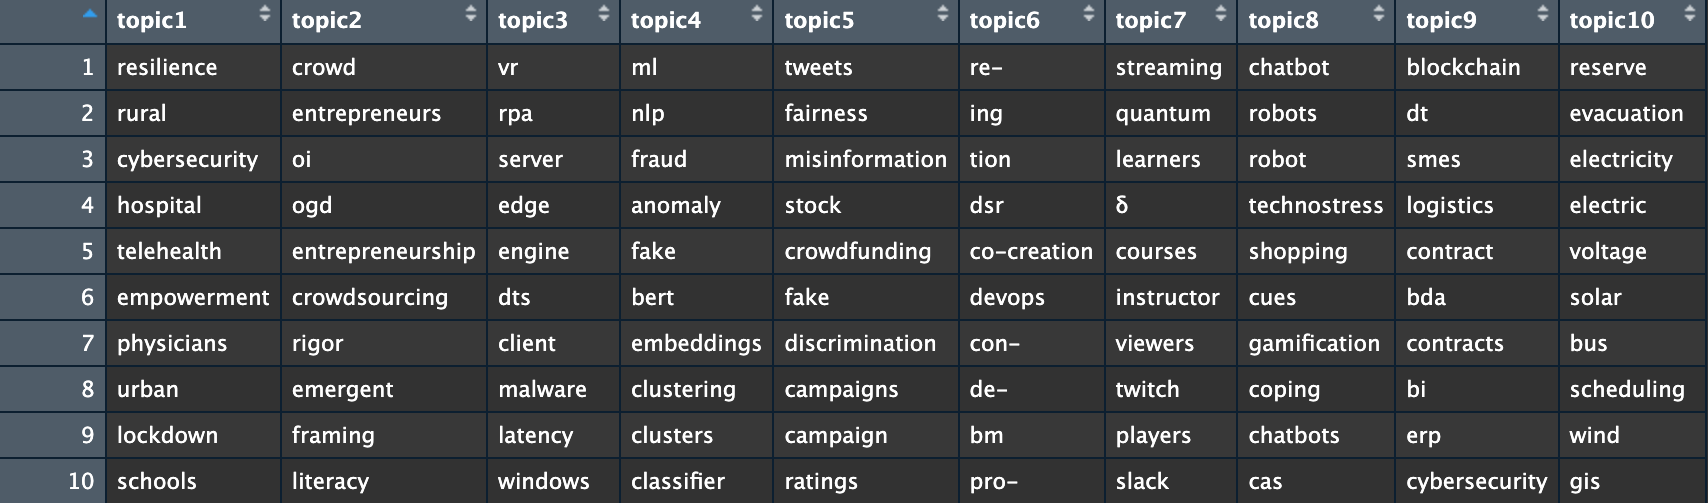 topic1 topic2 topic3 topic4 topic5 topic6 topic7 topic8 topic9 topic10
1 resilience crowd vr ml tweets re- streaming chatbot blockchain reserve
2 rural entrepreneurs rpa nlp fairness ing quantum robots dt evacuation
3 cybersecurity oi server fraud misinformation tion learners robot smes electricity
4 hospital ogd edge anomaly stock dsr δ technostress logistics electric
5 telehealth entrepreneurship engine fake crowdfunding co-creation courses shopping contract voltage
6 empowerment crowdsourcing dts bert fake devops instructor cues bda solar
7 physicians rigor client embeddings discrimination con- viewers gamification contracts bus
8 urban emergent malware clustering campaigns de- twitch coping bi scheduling
9 lockdown framing latency clusters campaign bm players chatbots erp wind
10 schools literacy windows classifier ratings pro- slack cas cybersecurity gis